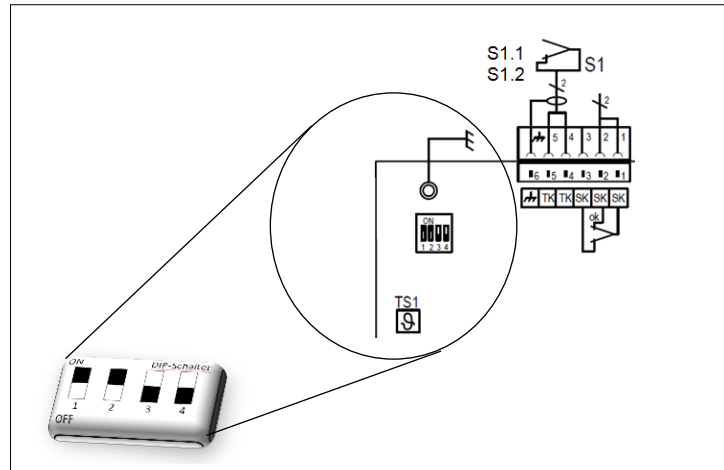 S1.1
S1.2
S1
2
2
5 4 3 2 1
6 5 4 3 2 1
TK TK SK SK SK
ok
ON
1 2 3 4
TS1
ϑ
ON DIP-Schalter
1 2 3 4
OFF